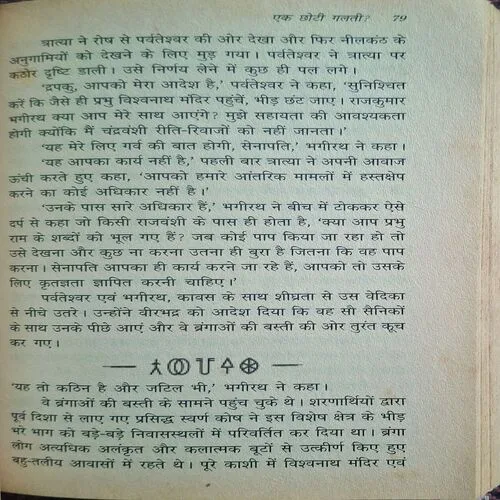 एक छोटी गलती? 79
त्रात्या ने रोष से पर्वतेश्वर की ओर देखा और फिर नीलकंठ के
अनुगामियों को देखने के लिए मुड़ गया। पर्वतेश्वर ने त्रात्या पर
कठोर दृष्टि डाली। उसे निर्णय लेने में कुछ ही पल लगे।
‘द्रपकु, आपको मेरा आदेश है,’ पर्वतेश्वर ने कहा, ‘सुनिश्चित
करें कि जैसे ही प्रभु विश्वनाथ मंदिर पहुंचें, भीड़ छंट जाए। राजकुमार
भगीरथ क्या आप मेरे साथ आएंगे? मुझे सहायता की आवश्यकता
होगी क्योंकि मैं चंद्रवंशी रीति-रिवाजों को नहीं जानता।’
‘यह मेरे लिए गर्व की बात होगी, सेनापति,’ भगीरथ ने कहा।
‘यह आपका कार्य नहीं है,’ पहली बार त्रात्या ने अपनी आवाज
ऊंची करते हुए कहा, ‘आपको हमारे आंतरिक मामलों में हस्तक्षेप
करने का कोई अधिकार नहीं है।’
‘उनके पास सारे अधिकार हैं,’ भगीरथ ने बीच में टोककर ऐसे
दर्प से कहा जो किसी राजवंशी के पास ही होता है, ‘क्या आप प्रभु
राम के शब्दों को भूल गए हैं? जब कोई पाप किया जा रहा हो तो
उसे देखना और कुछ ना करना उतना ही बुरा है जितना कि वह पाप
करना। सेनापति आपका ही कार्य करने जा रहे हैं, आपको तो उसके
लिए कृतज्ञता ज्ञापित करनी चाहिए।’
पर्वतेश्वर एवं भगीरथ, कावस के साथ शीघ्रता से उस वेदिका
से नीचे उतरे। उन्होंने वीरभद्र को आदेश दिया कि वह सौ सैनिकों
के साथ उनके पीछे आएं और वे ब्रंगाओं की बस्ती की ओर तुरंत कूच
कर गए।
‘यह तो कठिन है और जटिल भी,’ भगीरथ ने कहा।
वे ब्रंगाओं की बस्ती के सामने पहुंच चुके थे। शरणार्थियों द्वारा
पूर्व दिशा से लाए गए प्रसिद्ध स्वर्ण कोष ने इस विशेष क्षेत्र के भीड़
भरे भाग को बड़े-बड़े निवासस्थलों में परिवर्तित कर दिया था। ब्रंगा
लोग अत्यधिक अलंकृत और कलात्मक बूटों से उत्कीर्ण किए हुए
बहु-तलीय आवासों में रहते थे। पूरे काशी में विश्वनाथ मंदिर एवं